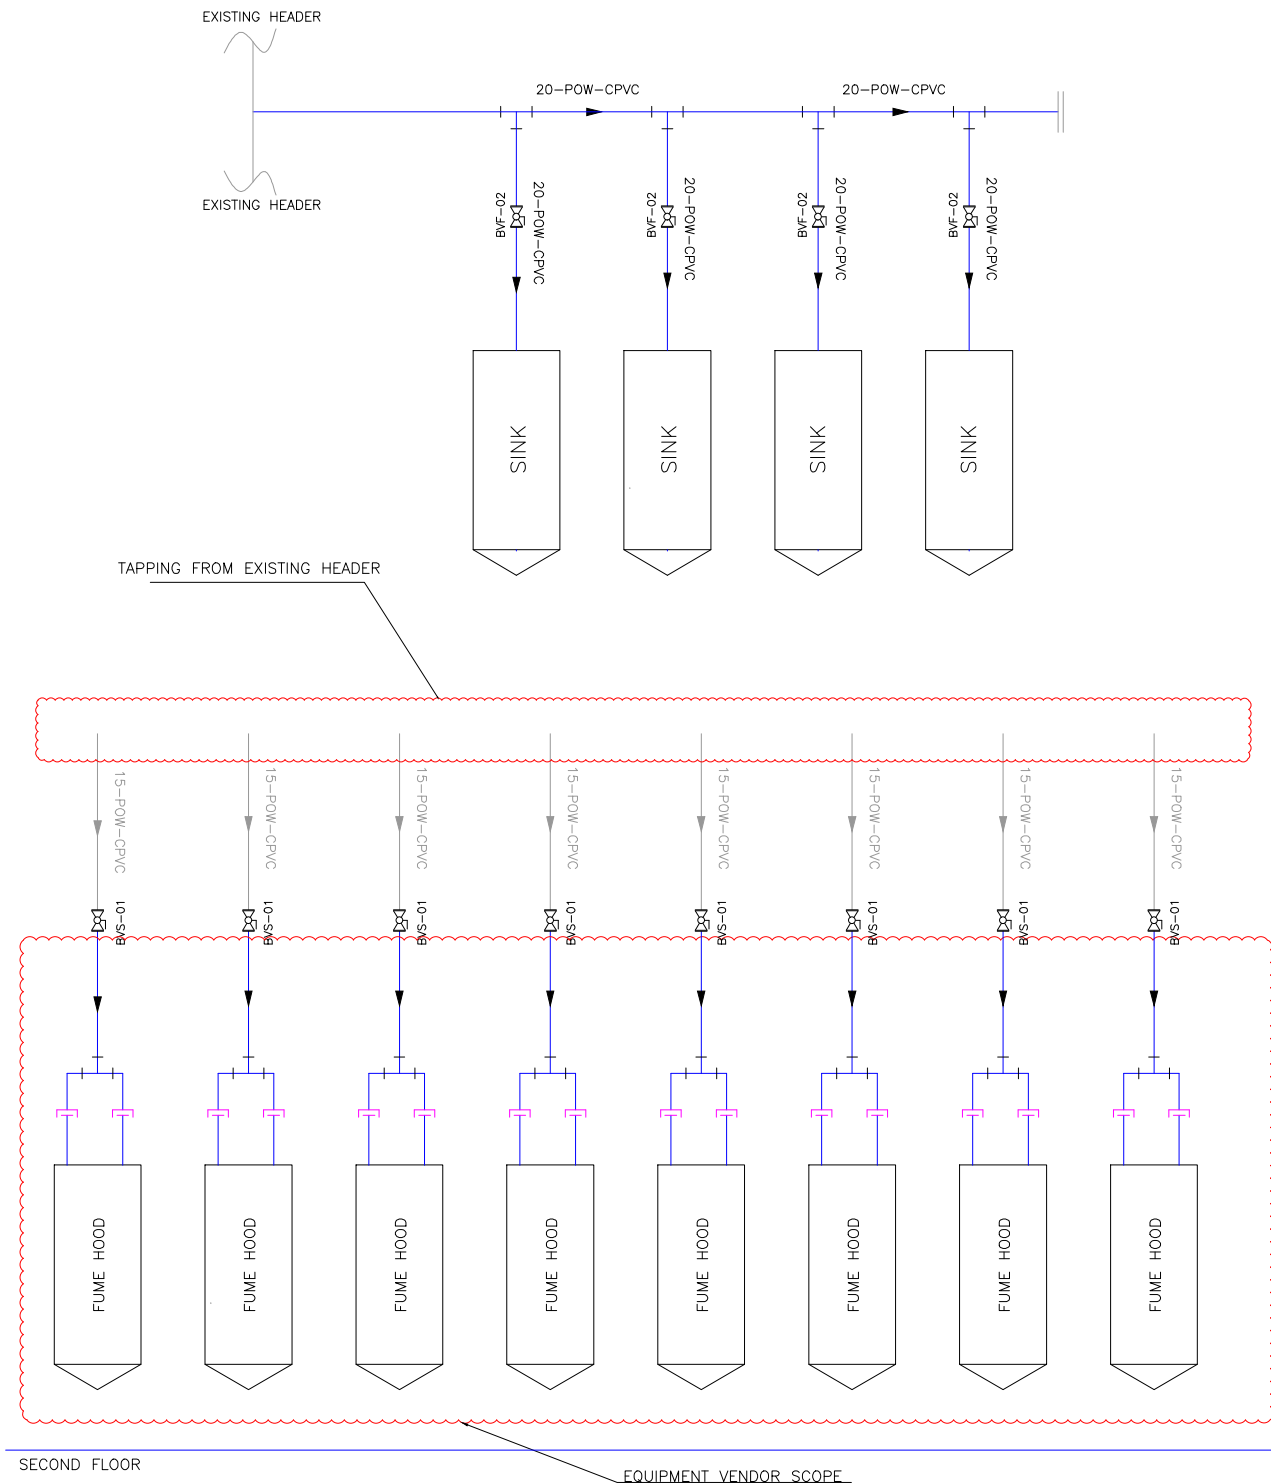 EXISTING HEADER
20-POW-CPVC
20-POW-CPVC
EXISTING HEADER
BVF-02
20-POW-CPVC
BVF-02
20-POW-CPVC
BVF-02
20-POW-CPVC
BVF-02
20-POW-CPVC
SINK
SINK
SINK
SINK
TAPPING FROM EXISTING HEADER
15-POW-CPVC
15-POW-CPVC
15-POW-CPVC
15-POW-CPVC
15-POW-CPVC
15-POW-CPVC
15-POW-CPVC
15-POW-CPVC
BVS-01
BVS-01
BVS-01
BVS-01
BVS-01
BVS-01
BVS-01
BVS-01
FUME HOOD
FUME HOOD
FUME HOOD
FUME HOOD
FUME HOOD
FUME HOOD
FUME HOOD
FUME HOOD
SECOND FLOOR
EQUIPMENT VENDOR SCOPE